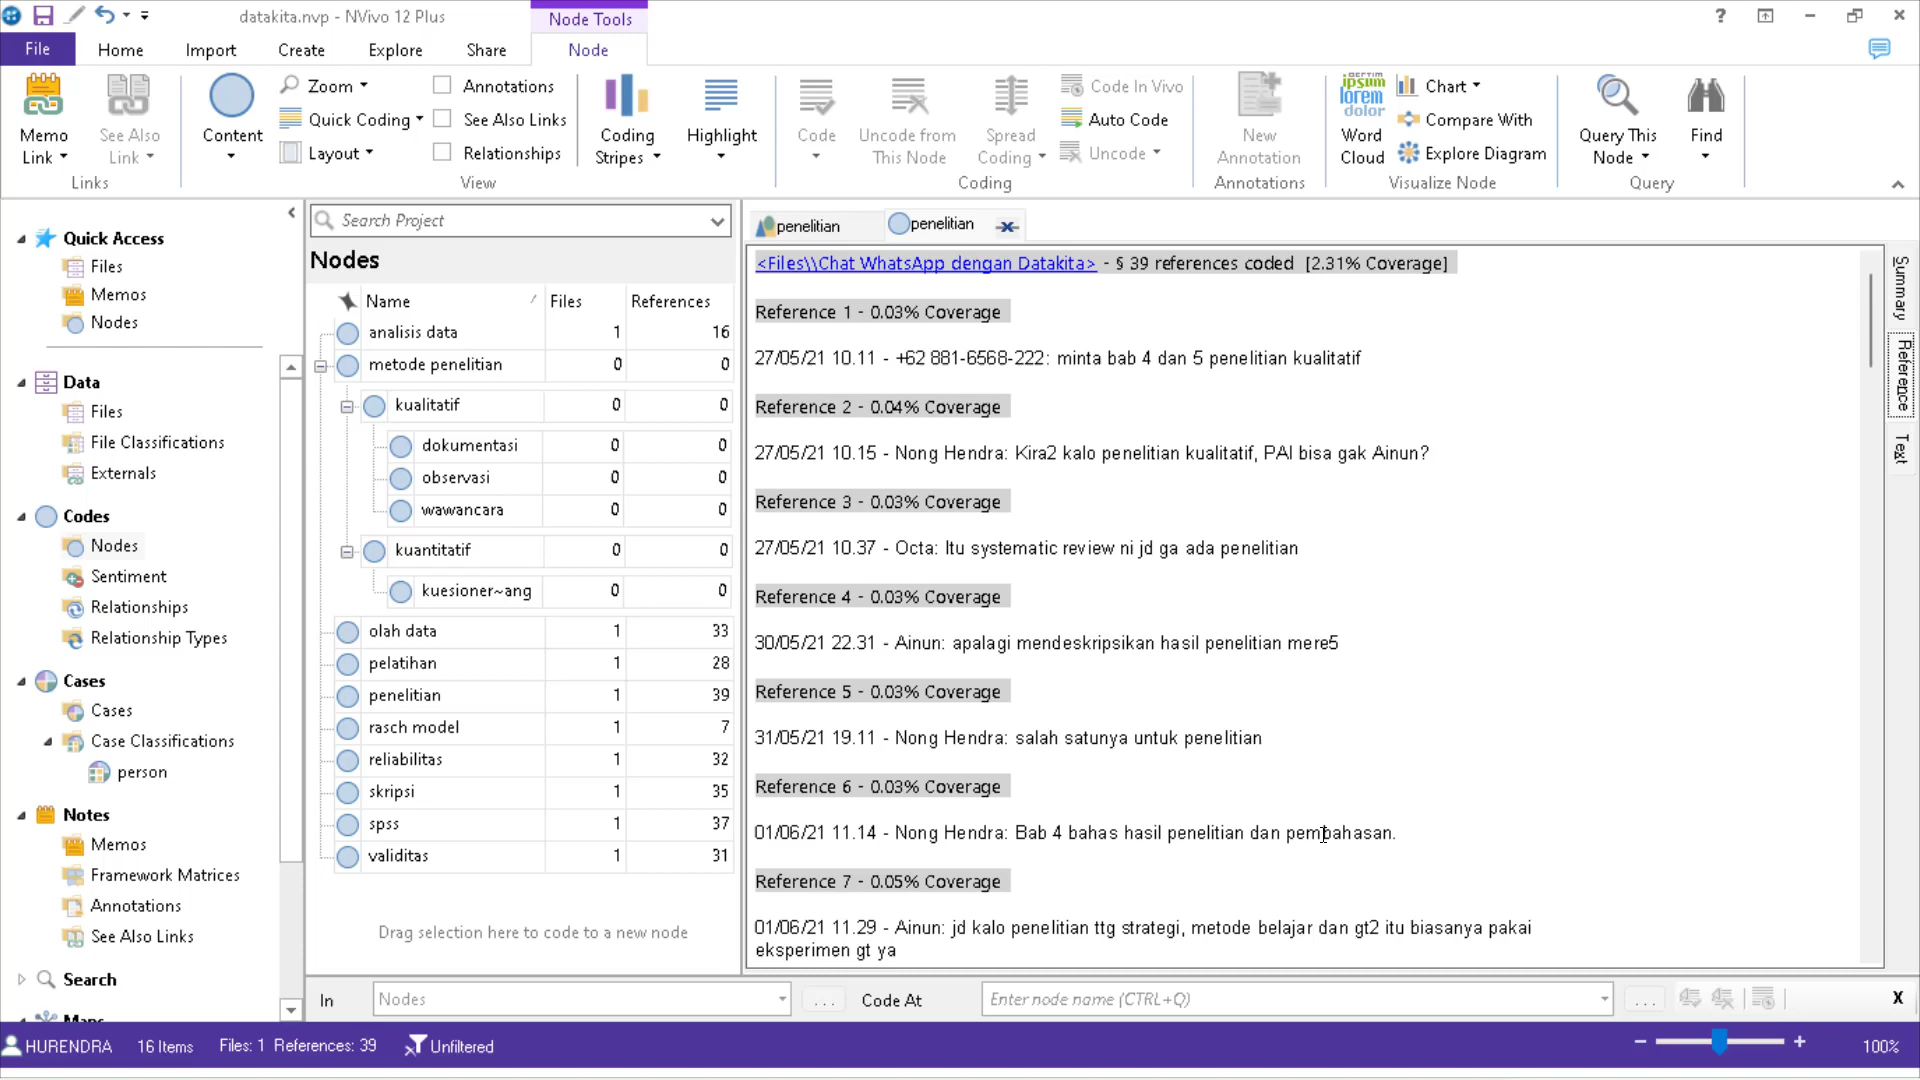 datakita.nvp - NVivo 12 Plus
Node Tools
?
File
Home
Import
Create
Explore
Share
Node
Memo Link
See Also Link
Links
Content
Zoom
Quick Coding
Layout
Annotations
See Also Links
Relationships
View
Coding Stripes
Highlight
Code
Uncode from This Node
Spread Coding
Code In Vivo
Auto Code
Uncode
Coding
New Annotation
Annotations
ipsum
lorem
dolor
Word Cloud
Chart
Compare With
Explore Diagram
Visualize Node
Query This Node
Find
Query
Quick Access
Files
Memos
Nodes
Data
Files
File Classifications
Externals
Codes
Nodes
Sentiment
Relationships
Relationship Types
Cases
Cases
Case Classifications
person
Notes
Memos
Framework Matrices
Annotations
See Also Links
Search
Maps
Search Project
Nodes
Name Files References
analisis data 1 16
metode penelitian 0 0
kualitatif 0 0
dokumentasi 0 0
observasi 0 0
wawancara 0 0
kuantitatif 0 0
kuesioner~ang 0 0
olah data 1 33
pelatihan 1 28
penelitian 1 39
rasch model 1 7
reliabilitas 1 32
skripsi 1 35
spss 1 37
validitas 1 31
Drag selection here to code to a new node
penelitian
penelitian
<Files\\Chat WhatsApp dengan Datakita> - § 39 references coded [2.31% Coverage]
Reference 1 - 0.03% Coverage
27/05/21 10.11 - +62 881-6568-222: minta bab 4 dan 5 penelitian kualitatif
Reference 2 - 0.04% Coverage
27/05/21 10.15 - Nong Hendra: Kira2 kalo penelitian kualitatif, PAI bisa gak Ainun?
Reference 3 - 0.03% Coverage
27/05/21 10.37 - Octa: Itu systematic review ni jd ga ada penelitian
Reference 4 - 0.03% Coverage
30/05/21 22.31 - Ainun: apalagi mendeskripsikan hasil penelitian mere5
Reference 5 - 0.03% Coverage
31/05/21 19.11 - Nong Hendra: salah satunya untuk penelitian
Reference 6 - 0.03% Coverage
01/06/21 11.14 - Nong Hendra: Bab 4 bahas hasil penelitian dan pembahasan.
Reference 7 - 0.05% Coverage
01/06/21 11.29 - Ainun: jd kalo penelitian ttg strategi, metode belajar dan gt2 itu biasanya pakai
eksperimen gt ya
Summary
Reference
Text
In
Nodes
...
Code At
Enter node name (CTRL+Q)
...
X
HURENDRA
16 Items
Files: 1 References: 39
Unfiltered
100%